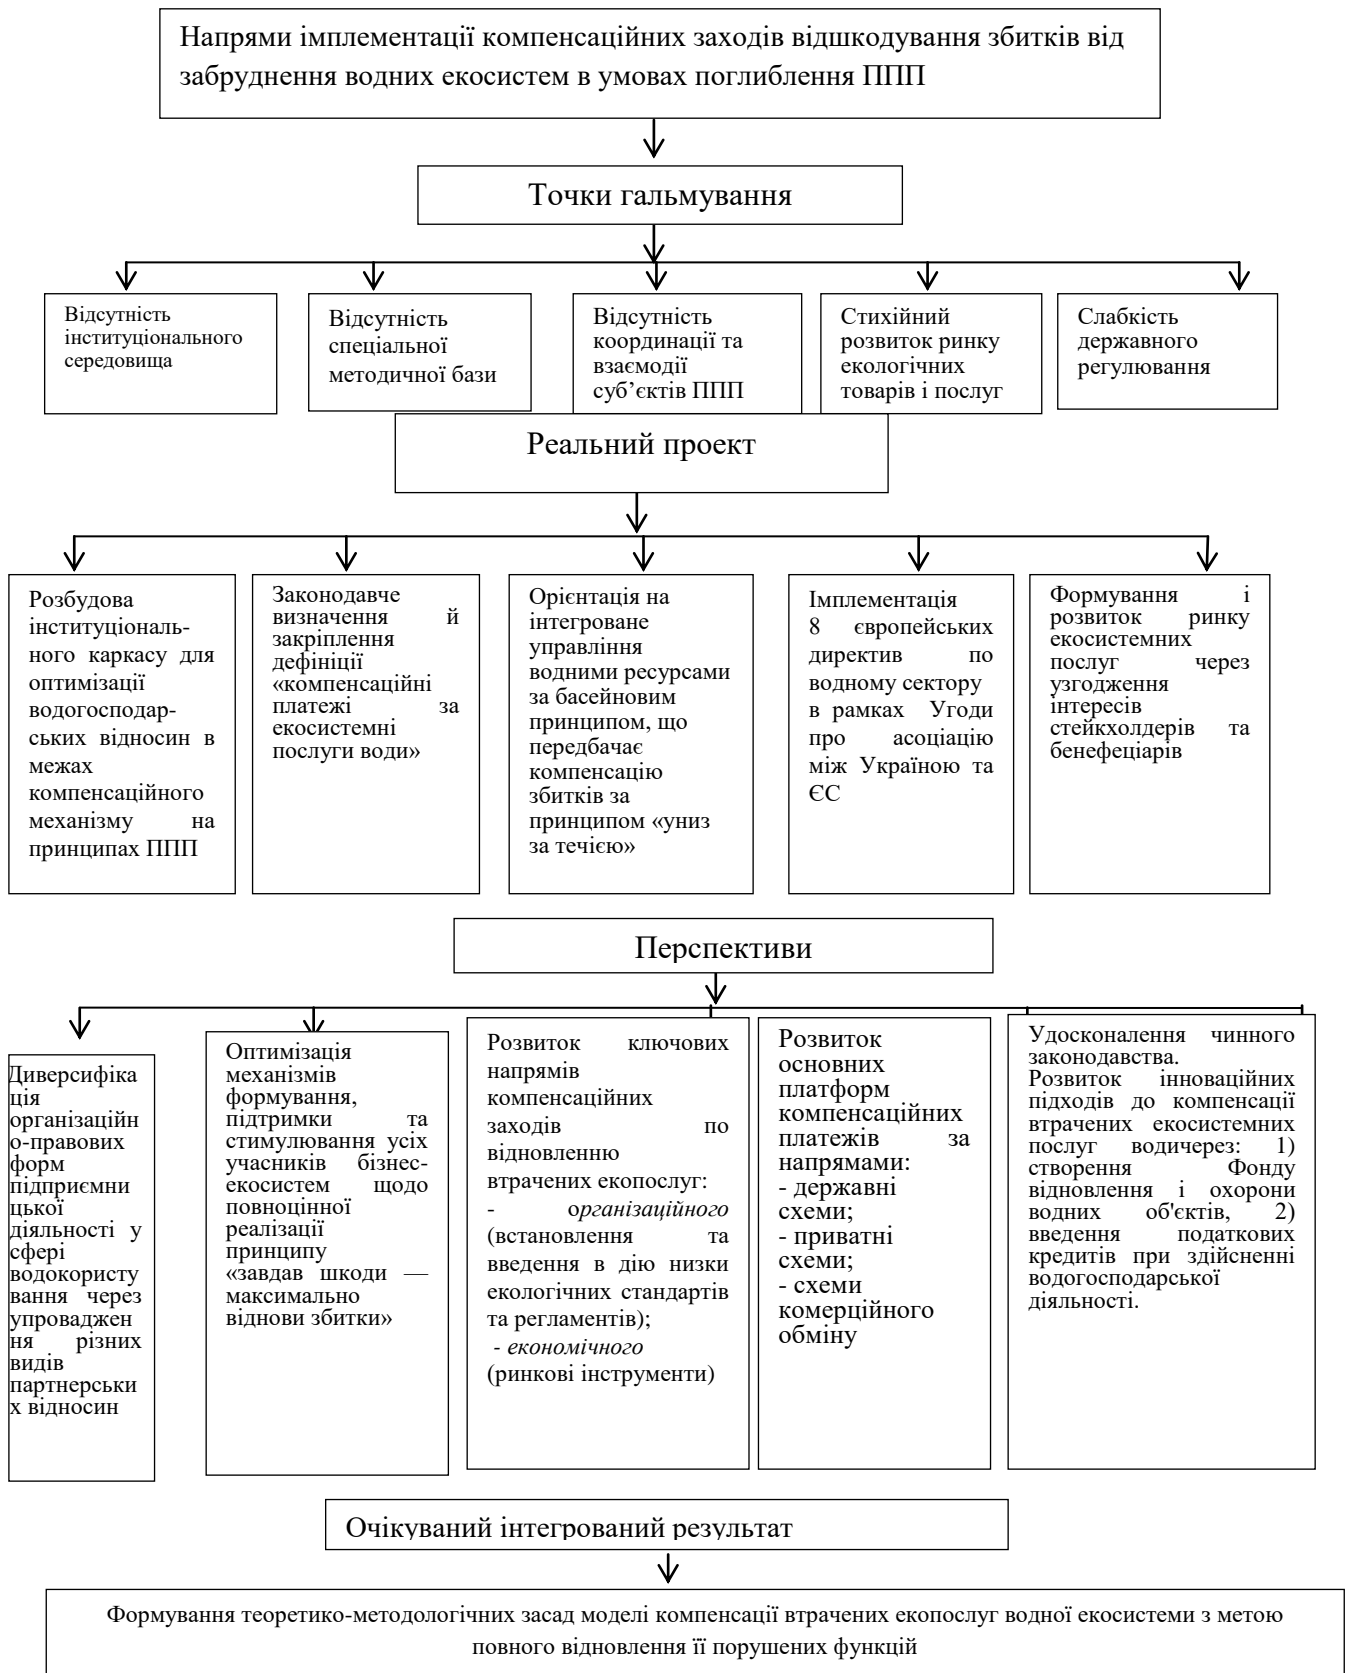 Напрями імплементації компенсаційних заходів відшкодування збитків від
забруднення водних екосистем в умовах поглиблення ППП
Точки гальмування
Відсутність
інституціонального
середовища
Відсутність
спеціальної
методичної бази
Відсутність
координації та
взаємодії
суб’єктів ППП
Стихійний
розвиток ринку
екологічних
товарів і послуг
Слабкість
державного
регулювання
Реальний проект
Розбудова
інституціональ-
ного каркасу для
оптимізації
водогосподар-
ських відносин в
межах
компенсаційного
механізму на
принципах ППП
Законодавче
визначення й
закріплення
дефініції
«компенсаційні
платежі за
екосистемні
послуги води»
Орієнтація на
інтегроване
управління
водними ресурсами
за басейновим
принципом, що
передбачає
компенсацію
збитків за
принципом «униз
за течією»
Імплементація
8 європейських
директив по
водному сектору
в рамках Угоди
про асоціацію
між Україною та
ЄС
Формування і
розвиток ринку
екосистемних
послуг через
узгодження
інтересів
стейкхолдерів та
бенефеціарів
Перспективи
Диверсифіка
ція
організаційн
о-правових
форм
підприємни
цької
діяльності у
сфері
водокористу
вання через
упроваджен
ня різних
видів
партнерськи
х відносин
Оптимізація
механізмів
формування,
підтримки та
стимулювання усіх
учасників бізнес-
екосистем щодо
повноцінної
реалізації
принципу
«завдав шкоди —
максимально
віднови збитки»
Розвиток ключових
напрямів
компенсаційних
заходів по
відновленню
втрачених екопослуг:
- організаційного
(встановлення та
введення в дію низки
екологічних стандартів
та регламентів);
- економічного
(ринкові інструменти)
Розвиток
основних
платформ
компенсаційних
платежів за
напрямами:
- державні
схеми;
- приватні
схеми;
- схеми
комерційного
обміну
Удосконалення чинного
законодавства.
Розвиток інноваційних
підходів до компенсації
втрачених екосистемних
послуг водичерез: 1)
створення Фонду
відновлення і охорони
водних об'єктів, 2)
введення податкових
кредитів при здійсненні
водогосподарської
діяльності.
Очікуваний інтегрований результат
Формування теоретико-методологічних засад моделі компенсації втрачених екопослуг водної екосистеми з метою
повного відновлення її порушених функцій